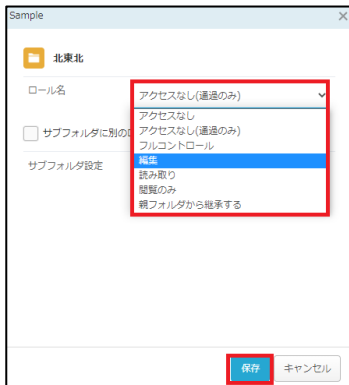 Sample
北東北
ロール名
アクセスなし(通過のみ)
アクセスなし
アクセスなし(通過のみ)
フルコントロール
サブフォルダに別の
編集
サブフォルダ設定
読み取り
閲覧のみ
親フォルダから継承する
保存
キャンセル